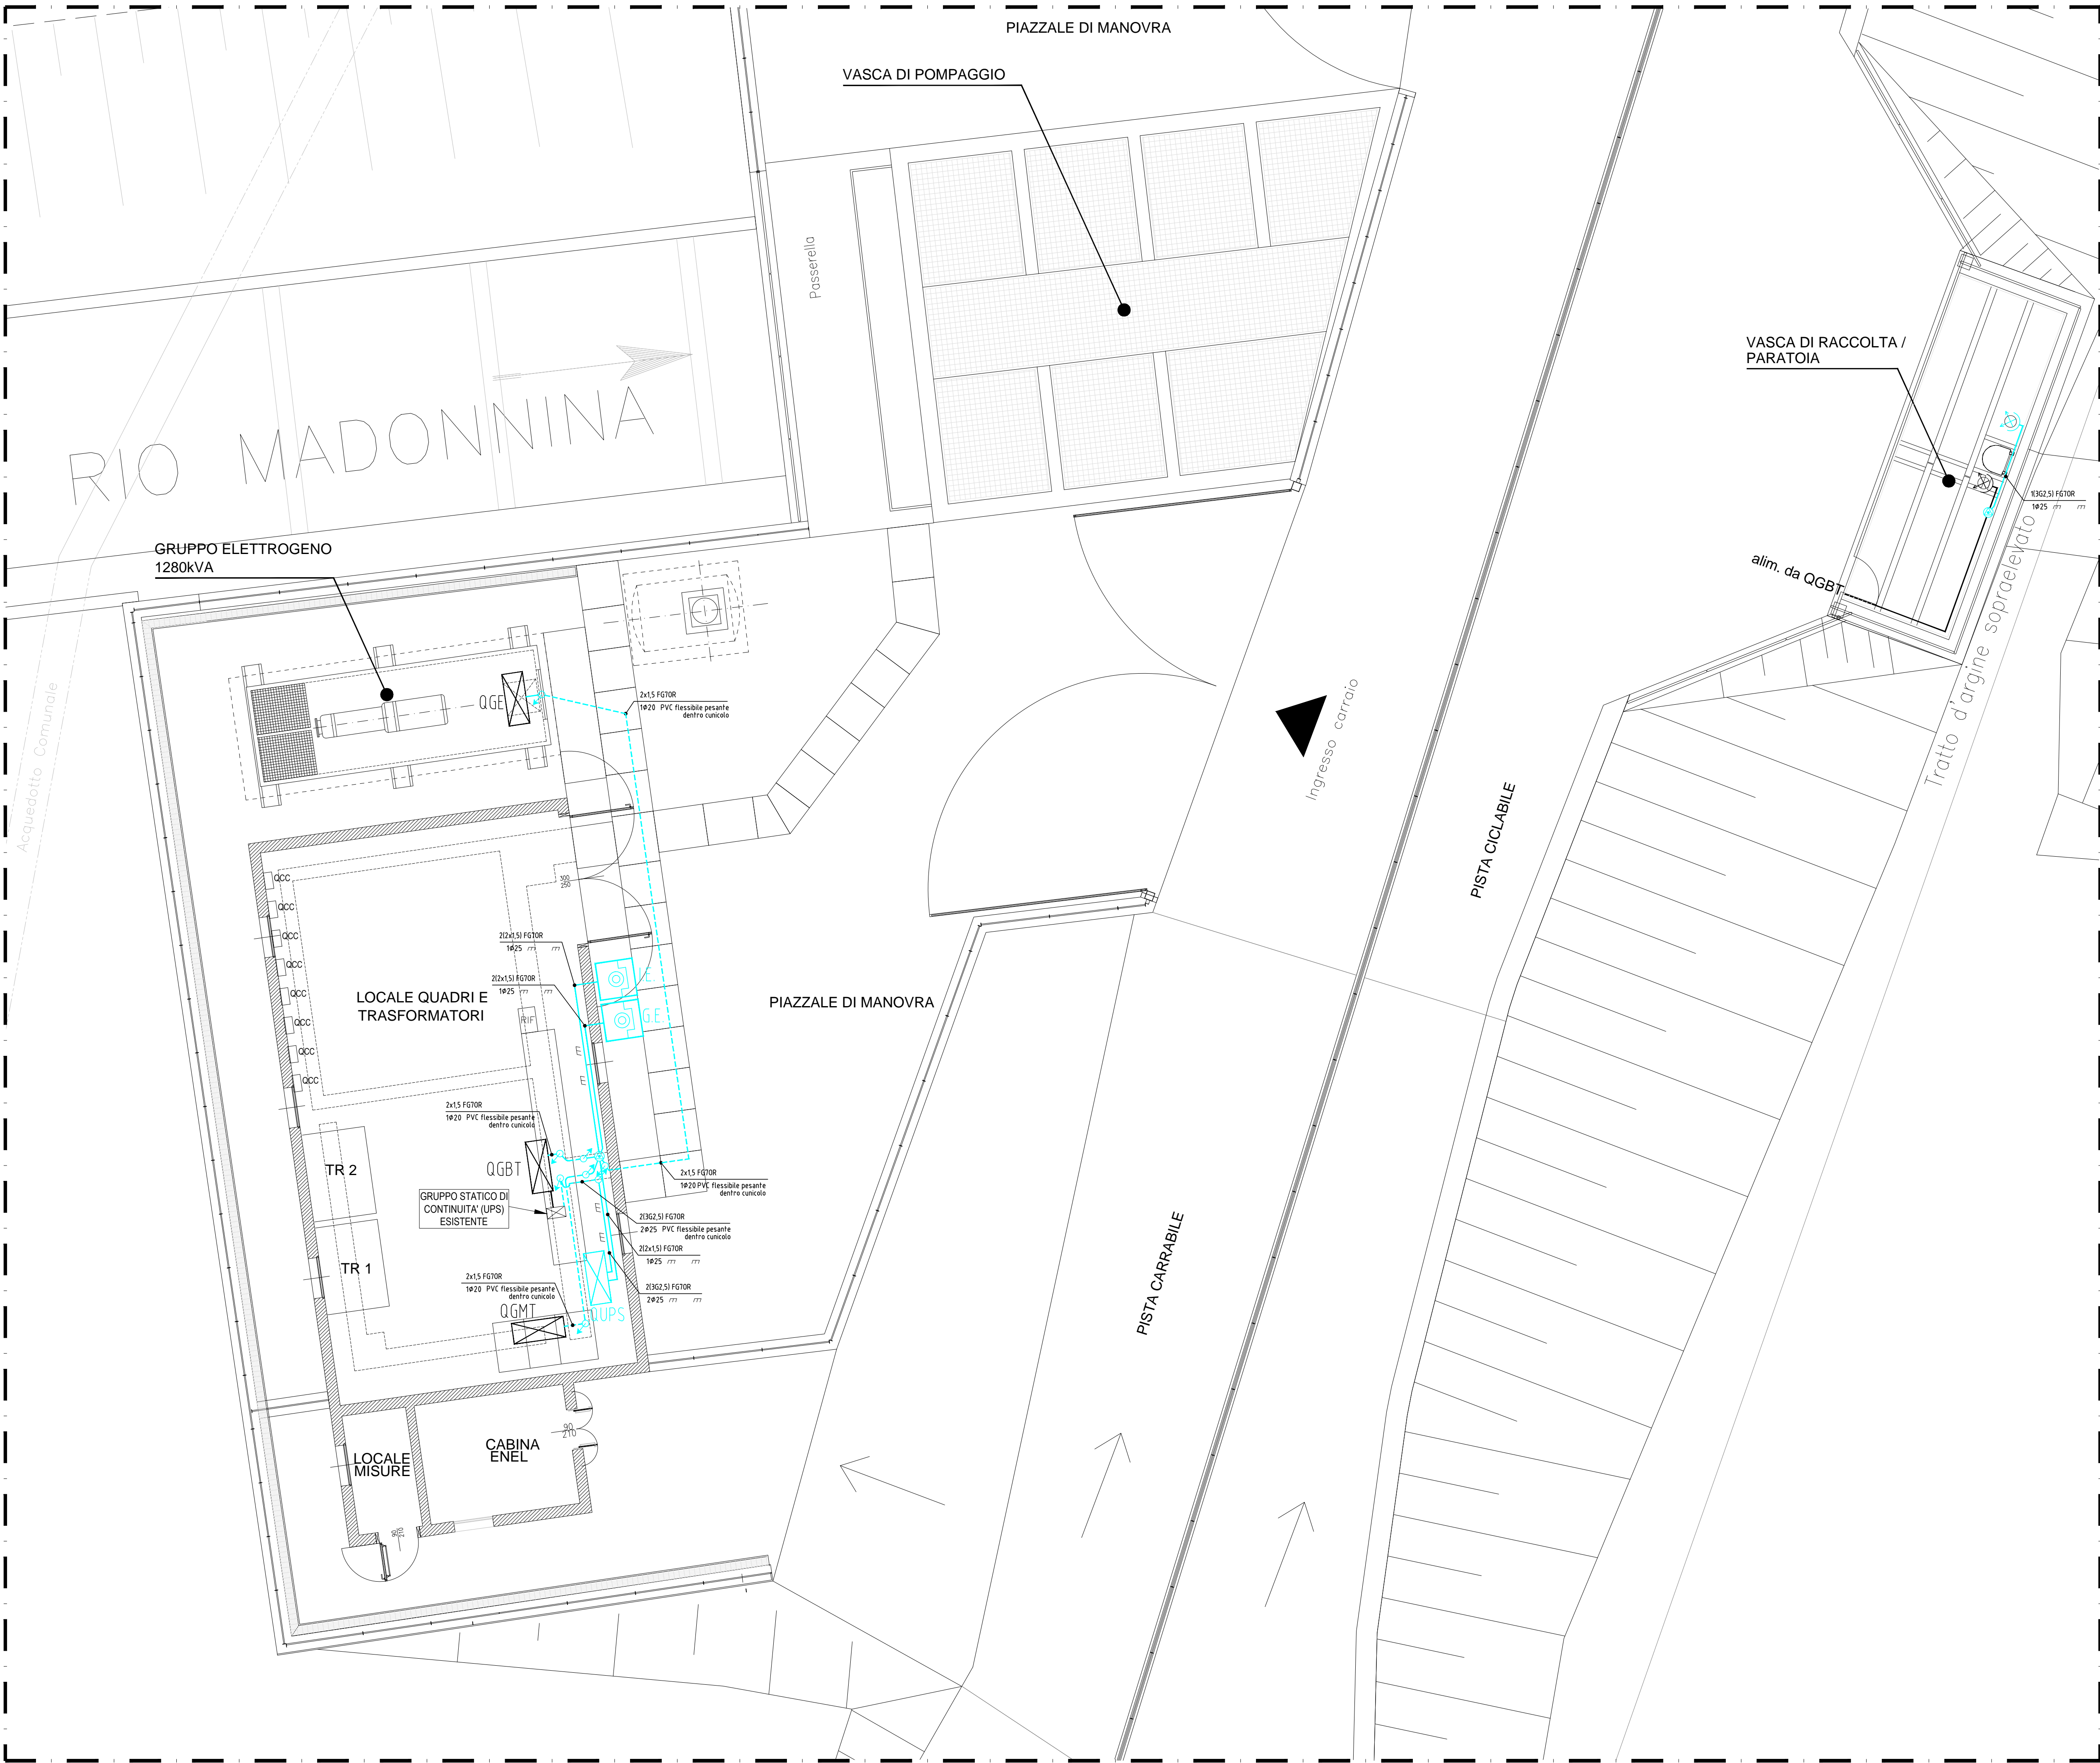 PIAZZALE DI MANOVRA
VASCA DI POMPAGGIO
Passerella
VASCA DI RACCOLTA /
PARATOIA
RIO MADONNINA
1(3G2,5) FG7OR
1Ø25
GRUPPO ELETTROGENO
1280kVA
alim. da QGBT
Tratto d'argine sopraelevato
Acquedotto Comunale
QGE
2x1,5 FG7OR
1Ø20 PVC flessibile pesante
dentro cunicolo
Ingresso carraio
PISTA CICLABILE
300
250
QCC
QCC
QCC
QCC
QCC
QCC
QCC
QCC
2(2x1,5) FG7OR
1Ø25
2(2x1,5) FG7OR
1Ø25
I.E.
G.E.
LOCALE QUADRI E
TRASFORMATORI
PIAZZALE DI MANOVRA
RIF
E
E
2x1,5 FG7OR
1Ø20 PVC flessibile pesante
dentro cunicolo
QGBT
TR 2
2x1,5 FG7OR
1Ø20 PVC flessibile pesante
dentro cunicolo
GRUPPO STATICO DI
CONTINUITA' (UPS)
ESISTENTE
E
E
2(3G2,5) FG7OR
2Ø25 PVC flessibile pesante
dentro cunicolo
2(2x1,5) FG7OR
1Ø25
TR 1
2x1,5 FG7OR
1Ø20 PVC flessibile pesante
dentro cunicolo
2(3G2,5) FG7OR
2Ø25
QGMT
QUPS
PISTA CARRABILE
90
210
CABINA
ENEL
LOCALE
MISURE
90
210